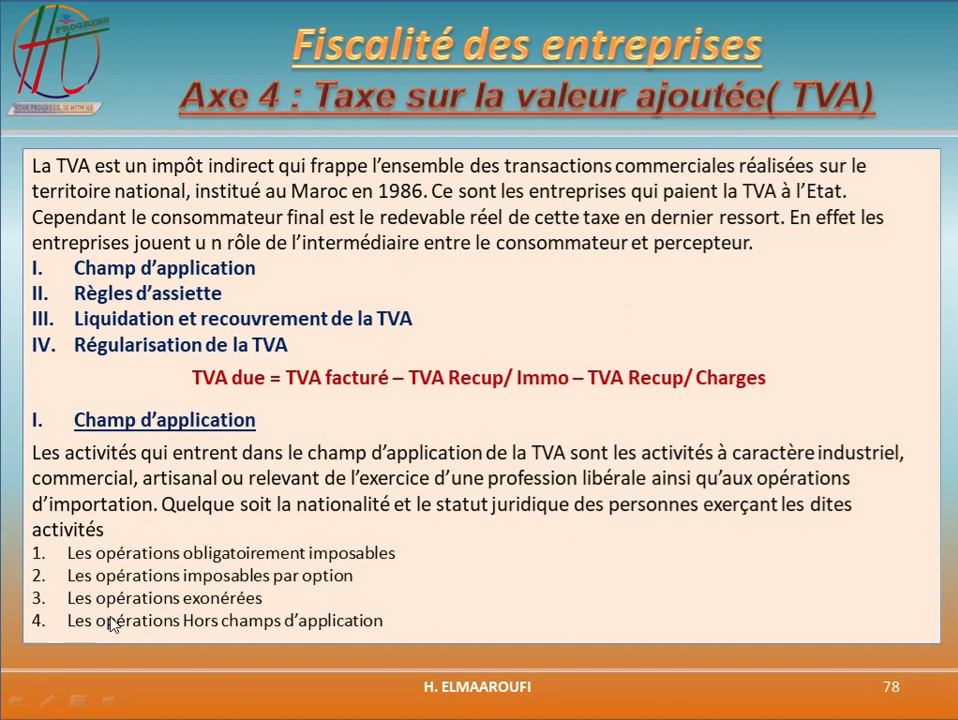 PROGRESS
YOUR PROGRESS, IS WITH US
Fiscalité des entreprises
Axe 4 : Taxe sur la valeur ajoutée( TVA)
La TVA est un impôt indirect qui frappe l’ensemble des transactions commerciales réalisées sur le
territoire national, institué au Maroc en 1986. Ce sont les entreprises qui paient la TVA à l’Etat.
Cependant le consommateur final est le redevable réel de cette taxe en dernier ressort. En effet les
entreprises jouent u n rôle de l’intermédiaire entre le consommateur et percepteur.
I. Champ d’application
II. Règles d’assiette
III. Liquidation et recouvrement de la TVA
IV. Régularisation de la TVA
TVA due = TVA facturé – TVA Recup/ Immo – TVA Recup/ Charges
I. Champ d’application
Les activités qui entrent dans le champ d’application de la TVA sont les activités à caractère industriel,
commercial, artisanal ou relevant de l’exercice d’une profession libérale ainsi qu’aux opérations
d’importation. Quelque soit la nationalité et le statut juridique des personnes exerçant les dites
activités
1. Les opérations obligatoirement imposables
2. Les opérations imposables par option
3. Les opérations exonérées
4. Les opérations Hors champs d’application
H. ELMAAROUFI
78